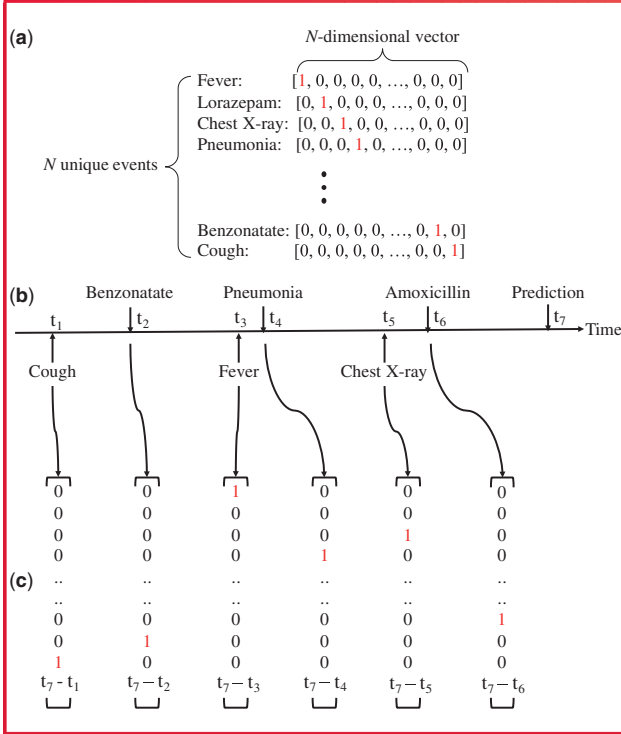 (a)
N-dimensional vector
Fever: [1, 0, 0, 0, 0, …, 0, 0, 0]
Lorazepam: [0, 1, 0, 0, 0, …, 0, 0, 0]
Chest X-ray: [0, 0, 1, 0, 0, …, 0, 0, 0]
Pneumonia: [0, 0, 0, 1, 0, …, 0, 0, 0]
N unique events
Benzonatate: [0, 0, 0, 0, 0, …, 0, 1, 0]
Cough: [0, 0, 0, 0, 0, …, 0, 0, 1]
(b)
Benzonatate Pneumonia Amoxicillin Prediction
t1 t2 t3 t4 t5 t6 t7
Time
Cough Fever Chest X-ray
0 0 1 0 0 0
0 0 0 0 0 0
0 0 0 0 1 0
0 0 0 1 0 0
(c)
.. .. .. .. .. ..
.. .. .. .. .. ..
0 0 0 0 0 1
0 1 0 0 0 0
1 0 0 0 0 0
t7 - t1 t7 – t2 t7 – t3 t7 – t4 t7 – t5 t7 – t6